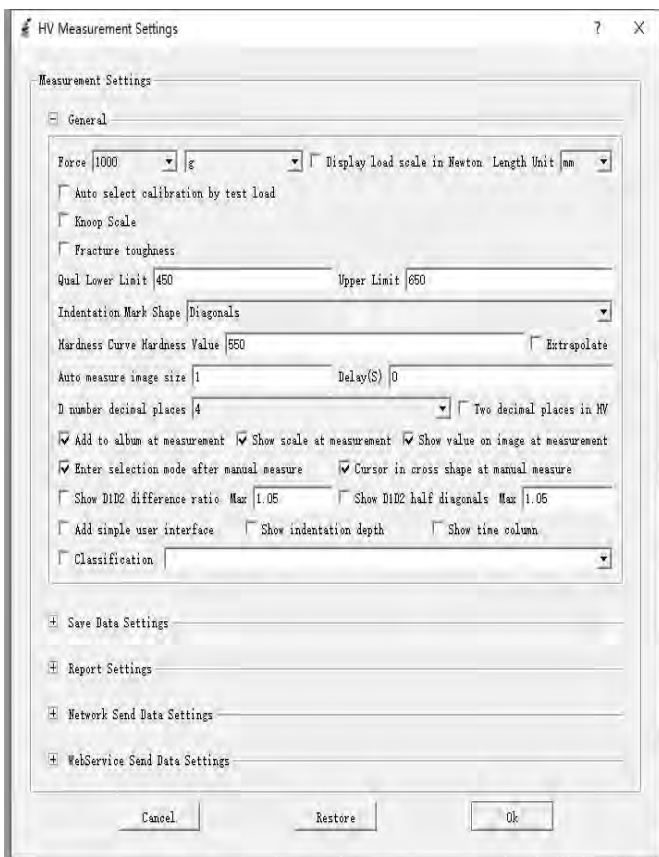 HV Measurement Settings ? X
Measurement Settings
General
Force 1000 g Display load scale in Newton Length Unit mm
Auto select calibration by test load
Knoop Scale
Fracture toughness
Qual Lower Limit 450 Upper Limit 650
Indentation Mark Shape Diagonals
Hardness Curve Hardness Value 550 Extrapolate
Auto measure image size 1 Delay(S) 0
D number decimal places 4 Two decimal places in HV
Add to album at measurement Show scale at measurement Show value on image at measurement
Enter selection mode after manual measure Cursor in cross shape at manual measure
Show D1D2 difference ratio Max 1.05 Show D1D2 half diagonals Max 1.05
Add simple user interface Show indentation depth Show time column
Classification
Save Data Settings
Report Settings
Network Send Data Settings
WebService Send Data Settings
Cancel Restore Ok